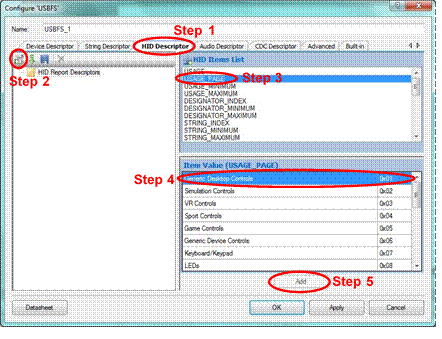 Configure 'USBFS'
Step 1
Name: USBFS_1
Device Descriptor String Descriptor HID Descriptor Audio Descriptor CDC Descriptor Advanced Built-in
Step 2
HID Report Descriptors
HID Items List
USAGE
USAGE_PAGE
Step 3
USAGE_MINIMUM
USAGE_MAXIMUM
DESIGNATOR_INDEX
DESIGNATOR_MINIMUM
DESIGNATOR_MAXIMUM
STRING_INDEX
STRING_MINIMUM
STRING_MAXIMUM
Item Value (USAGE_PAGE)
Step 4
Generic Desktop Controls 0x01
Simulation Controls 0x02
VR Controls 0x03
Sport Controls 0x04
Game Controls 0x05
Generic Device Controls 0x06
Keyboard/Keypad 0x07
LEDs 0x08
Add
Step 5
Datasheet OK Apply Cancel